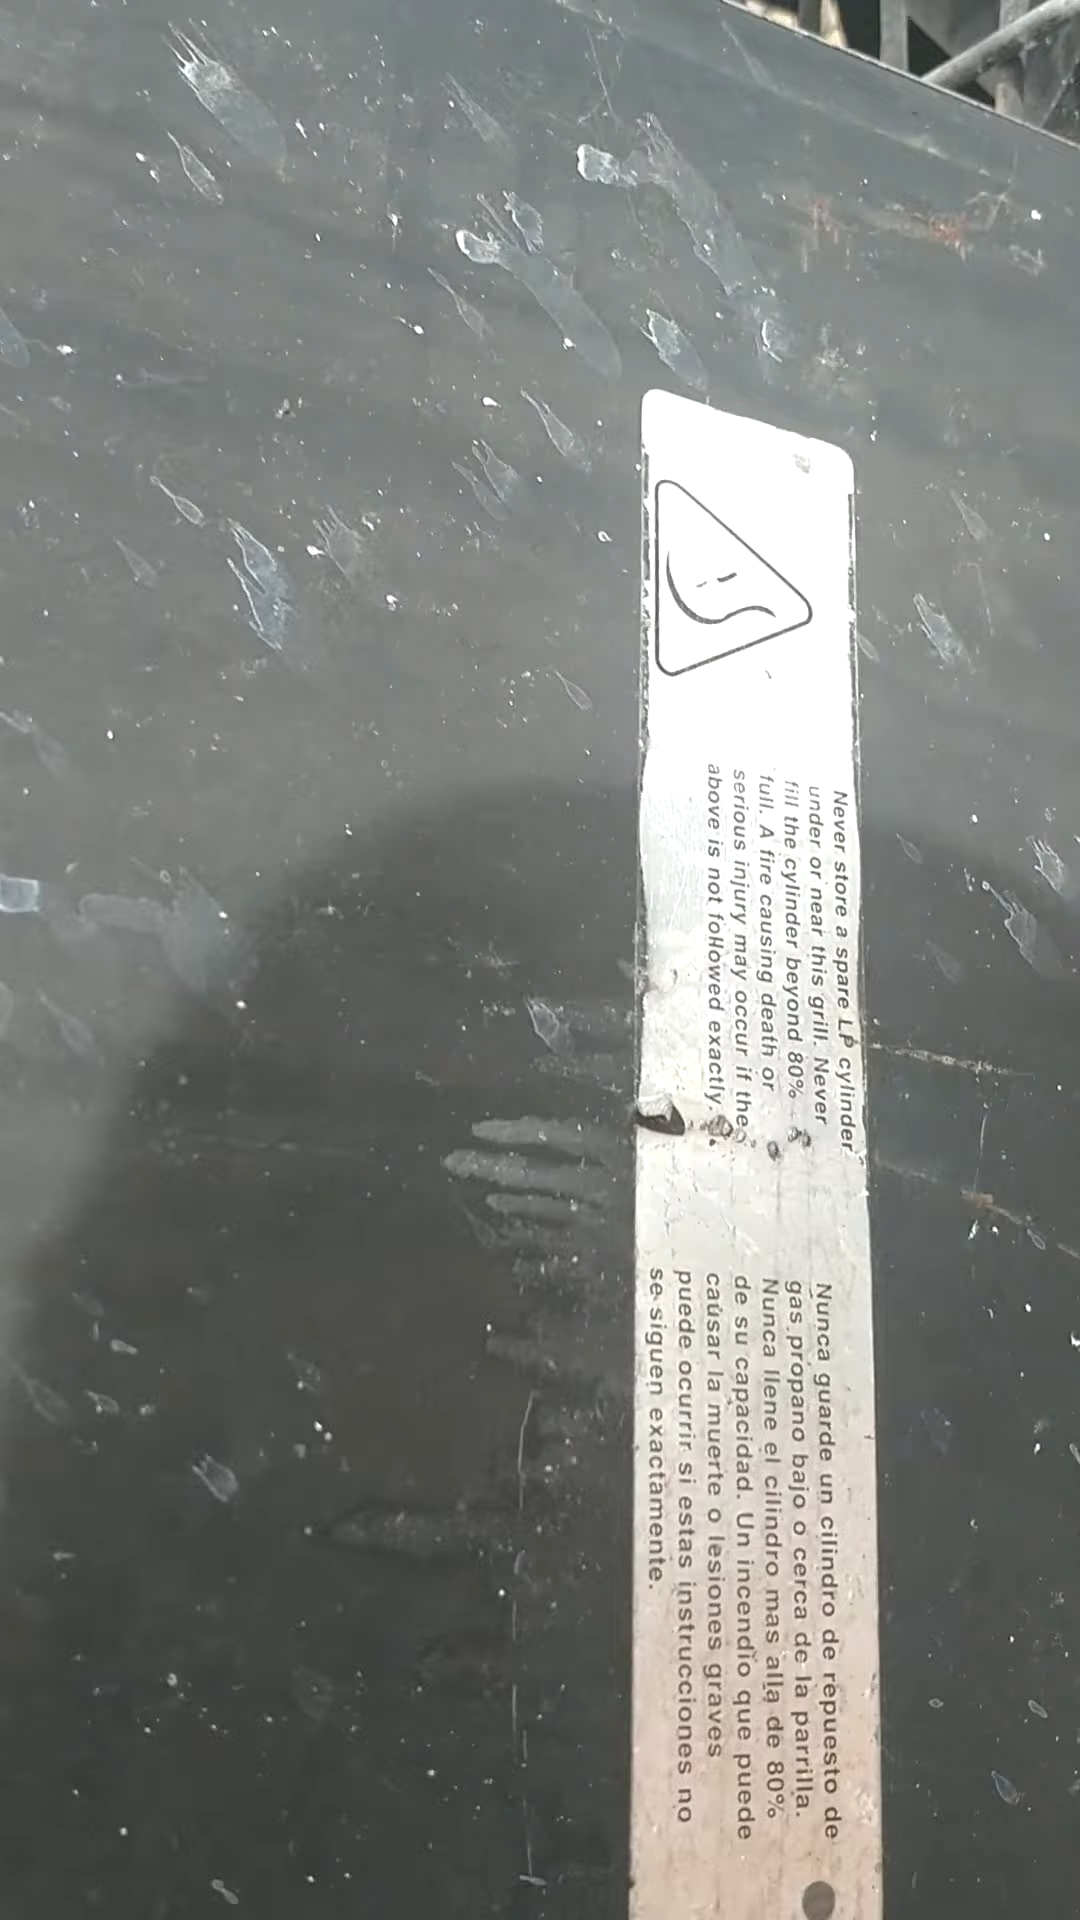 Never store a spare LP cylinder
under or near this grill. Never
fill the cylinder beyond 80%
full. A fire causing death or
serious injury may occur if the
above is not followed exactly.
Nunca guarde un cilindro de repuesto de
gas propano bajo o cerca de la parrilla.
Nunca llene el cilindro mas alla de 80%
de su capacidad. Un incendio que puede
causar la muerte o lesiones graves
puede ocurrir si estas instrucciones no
se siguen exactamente.